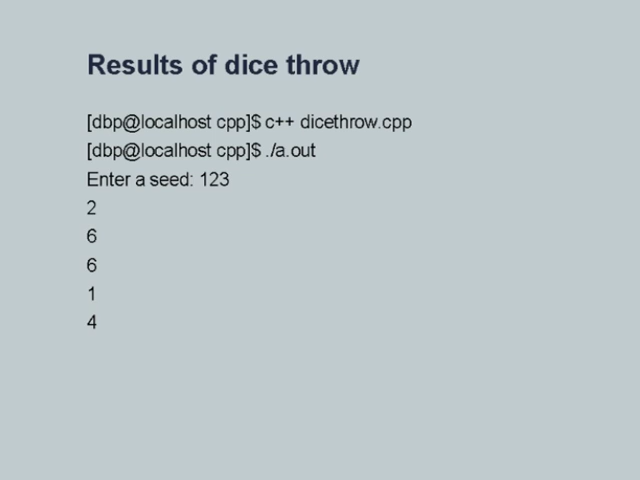 Results of dice throw
[dbp@localhost cpp]$ c++ dicethrow.cpp
[dbp@localhost cpp]$ ./a.out
Enter a seed: 123
2
6
6
1
4